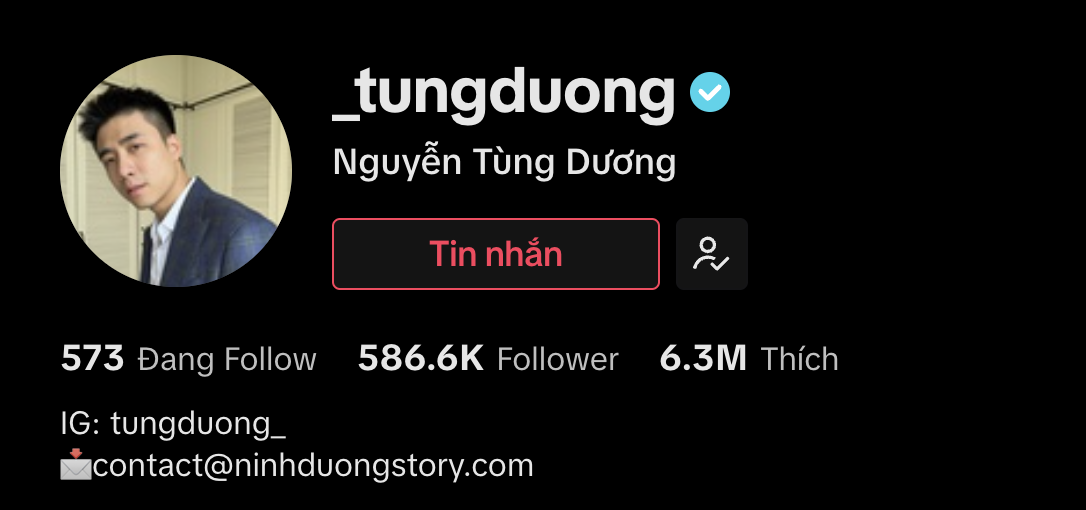 _tungduong
Nguyễn Tùng Dương
Tin nhắn
573 Đang Follow 586.6K Follower 6.3M Thích
IG: tungduong_
📩contact@ninhduongstory.com